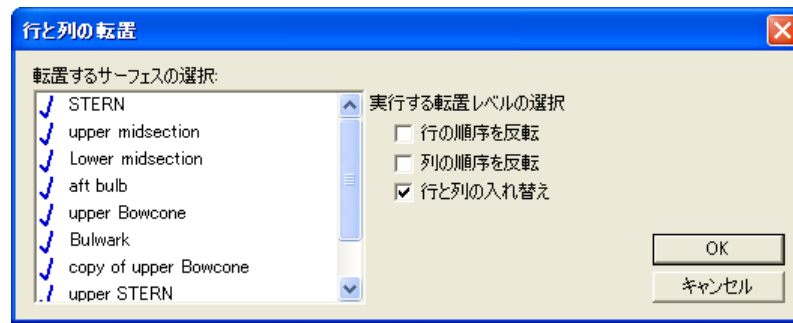 行と列の転置
転置するサーフェスの選択:
STERN
upper midsection
Lower midsection
aft bulb
upper Bowcone
Bulwark
copy of upper Bowcone
upper STERN
実行する転置レベルの選択
行の順序を反転
列の順序を反転
行と列の入れ替え
OK
キャンセル